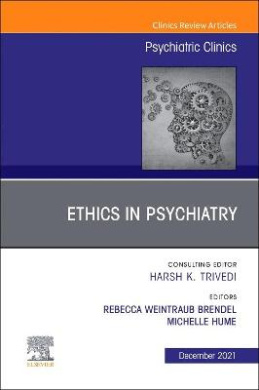 Clinics Review Articles
Psychiatric Clinics
ETHICS IN PSYCHIATRY
CONSULTING EDITOR
HARSH K. TRIVEDI
EDITORS
REBECCA WEINTRAUB BRENDEL
MICHELLE HUME
ELSEVIER
December 2021